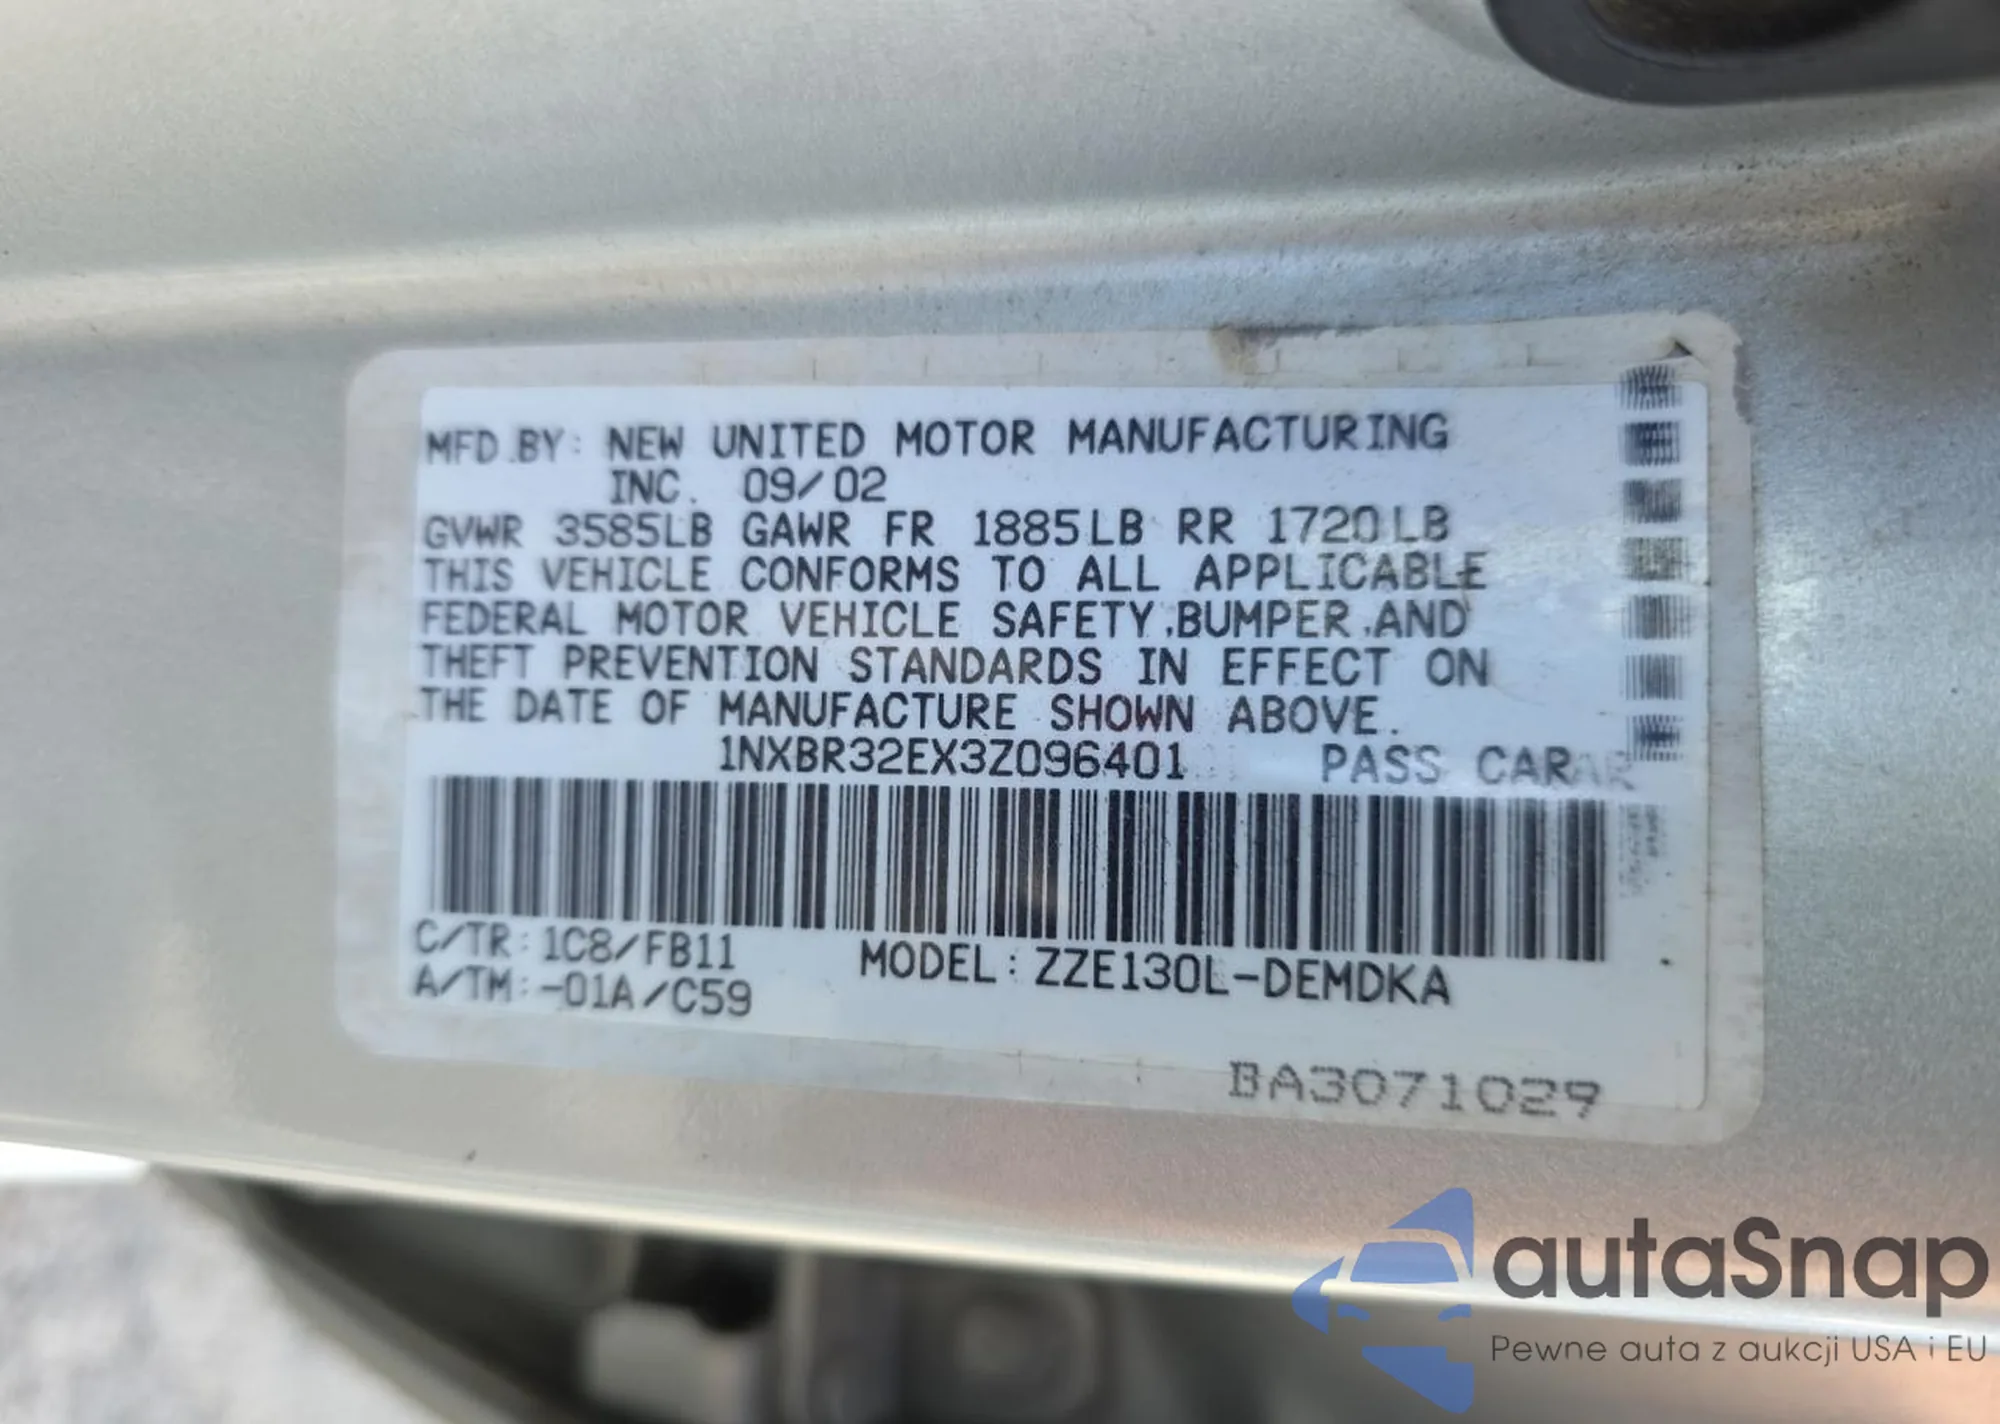 MFD.BY: NEW UNITED MOTOR MANUFACTURING
INC. 09/02
GVWR 3585LB GAWR FR 1885LB RR 1720LB
THIS VEHICLE CONFORMS TO ALL APPLICABLE
FEDERAL MOTOR VEHICLE SAFETY,BUMPER,AND
THEFT PREVENTION STANDARDS IN EFFECT ON
THE DATE OF MANUFACTURE SHOWN ABOVE.
1NXBR32EX3Z096401 PASS CAR
C/TR: 1C8/FB11 MODEL: ZZE130L-DEMDKA
A/TM:-01A/C59
BA3071029
autaSnap
Pewne auta z aukcji USA i EU